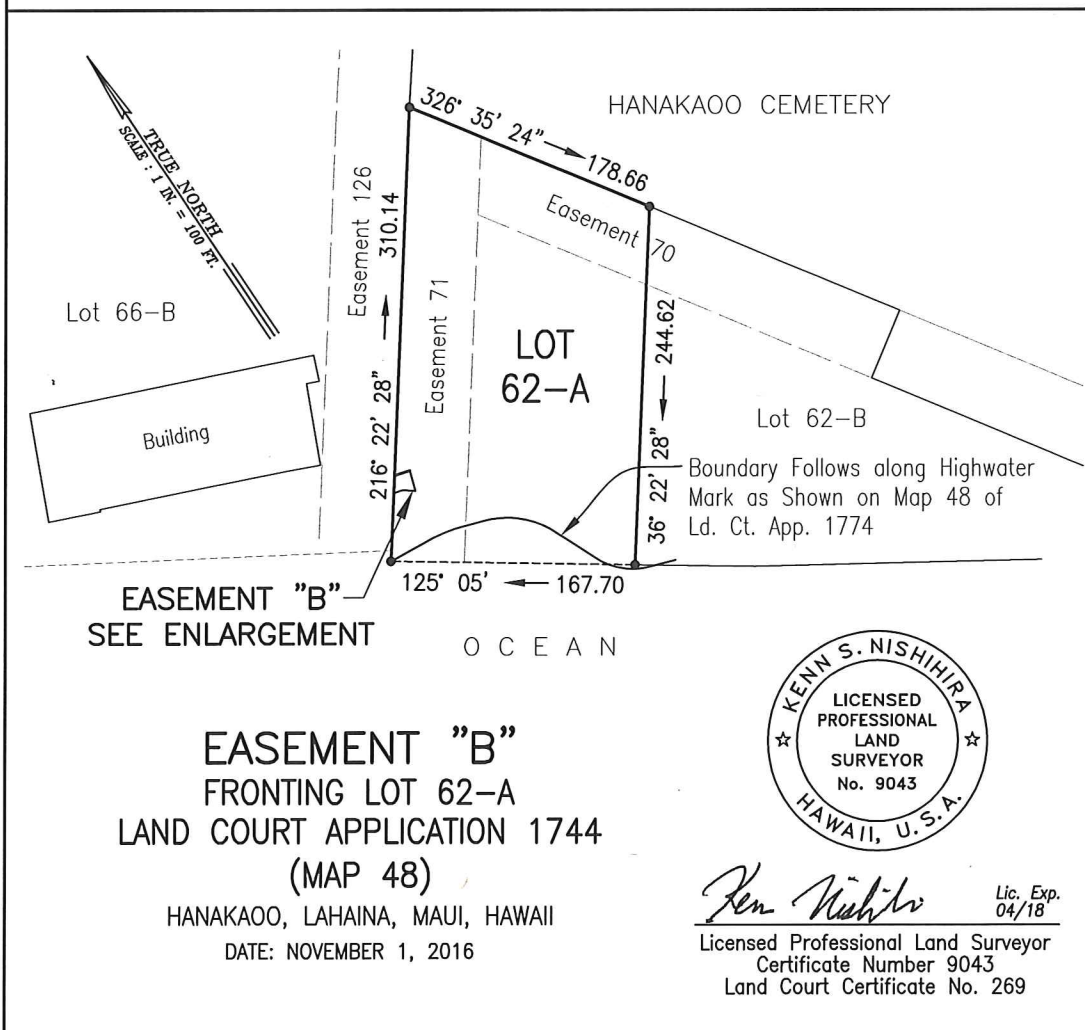 TRUE NORTH
SCALE : 1 IN. = 100 FT.
HANAKAOO CEMETERY
326° 35' 24"
178.66
Easement 126
310.14
216° 22' 28"
Easement 70
Easement 71
Lot 66-B
Building
LOT
62-A
244.62
36° 22' 28"
Lot 62-B
Boundary Follows along Highwater
Mark as Shown on Map 48 of
Ld. Ct. App. 1774
125° 05'
167.70
EASEMENT "B"
SEE ENLARGEMENT
OCEAN
EASEMENT "B"
FRONTING LOT 62-A
LAND COURT APPLICATION 1744
(MAP 48)
HANAKAOO, LAHAINA, MAUI, HAWAII
DATE: NOVEMBER 1, 2016
KENN S. NISHIHIRA
LICENSED
PROFESSIONAL
LAND
SURVEYOR
No. 9043
HAWAII, U.S.A.
Lic. Exp.
04/18
Licensed Professional Land Surveyor
Certificate Number 9043
Land Court Certificate No. 269